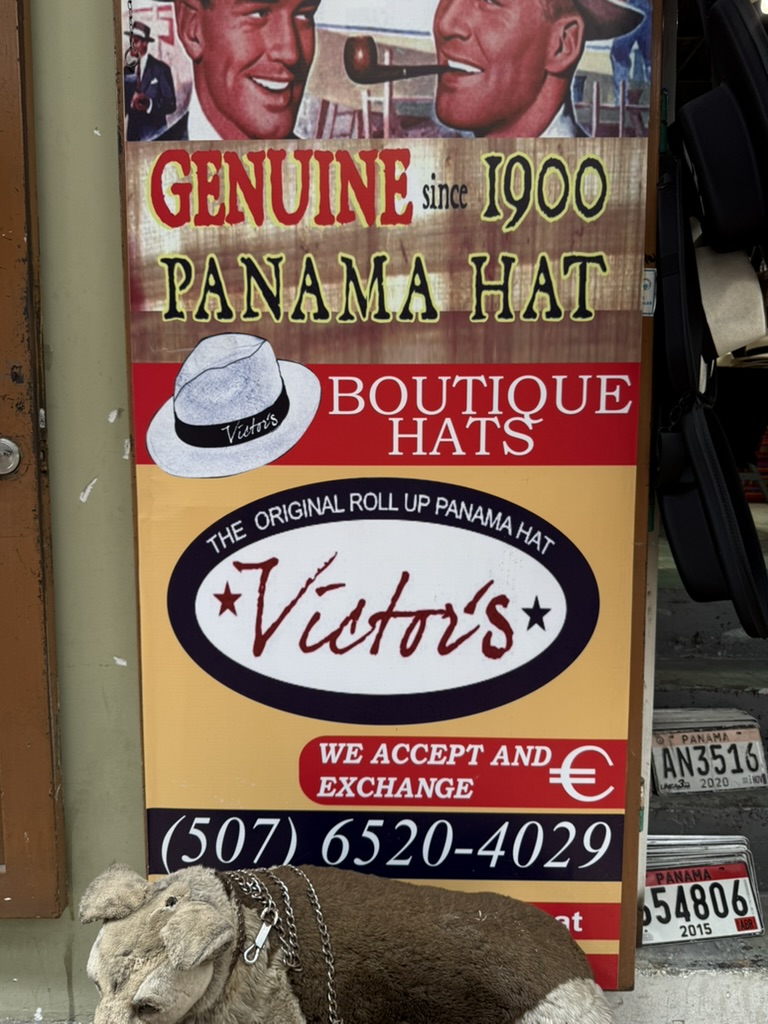 GENUINE since 1900
PANAMA HAT
Victor's
BOUTIQUE
HATS
THE ORIGINAL ROLL UP PANAMA HAT
Victor's
WE ACCEPT AND
EXCHANGE €
(507) 6520-4029
at
PANAMA
AN3516
2020
PANAMA
54806
2015